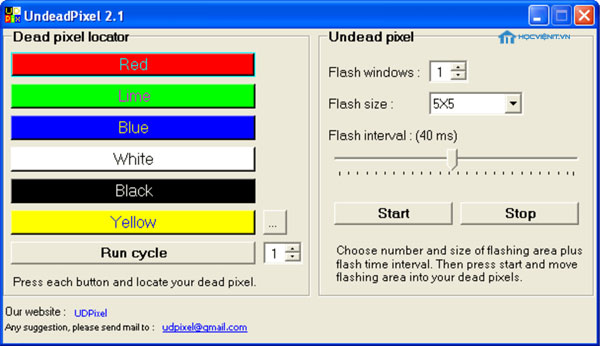 UndeadPixel 2.1
Dead pixel locator
Red
Lime
Blue
White
Black
Yellow
...
Run cycle
1
Press each button and locate your dead pixel.
Undead pixel
HOCVIỆNIT.VN
Flash windows :
1
Flash size :
5X5
Flash interval : (40 ms)
Start
Stop
Choose number and size of flashing area plus
flash time interval. Then press start and move
flashing area into your dead pixels.
Our website : UDPixel
Any suggestion, please send mail to : udpixel@gmail.com